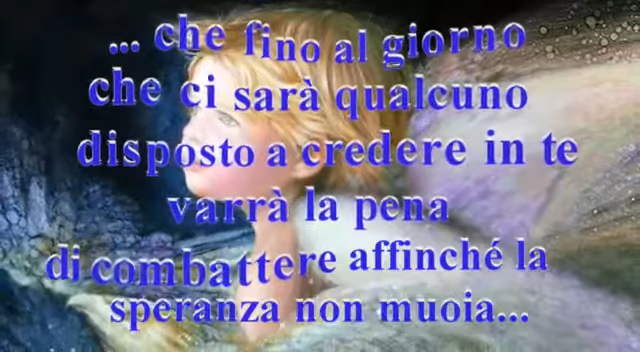 ... che fino al giorno
che ci sarà qualcuno
disposto a credere in te
varrà la pena
di combattere affinché la
speranza non muoia...